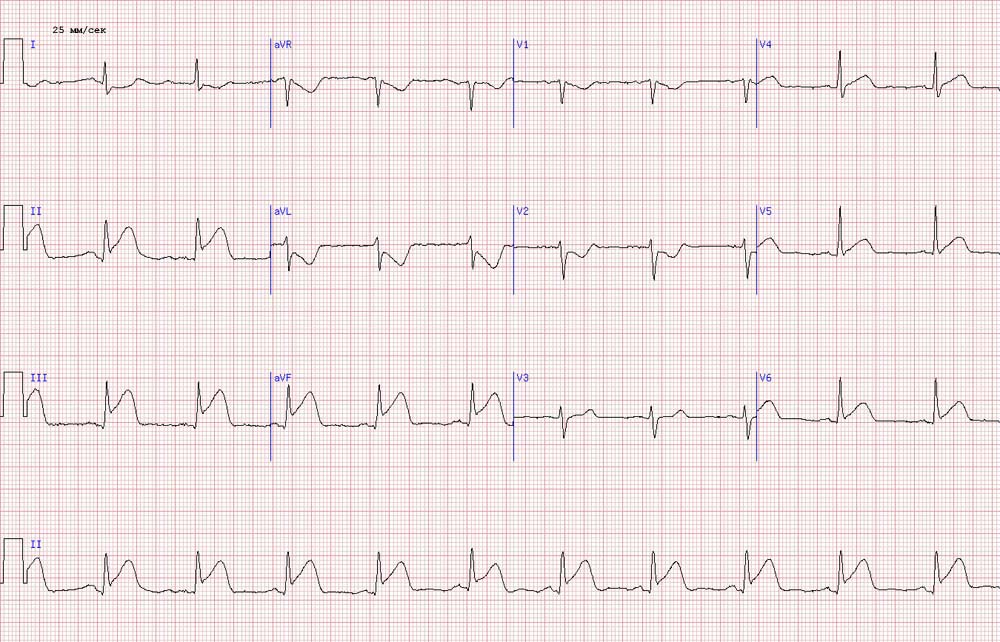 25 мм/сек
I aVR V1 V4
II aVL V2 V5
III aVF V3 V6
II